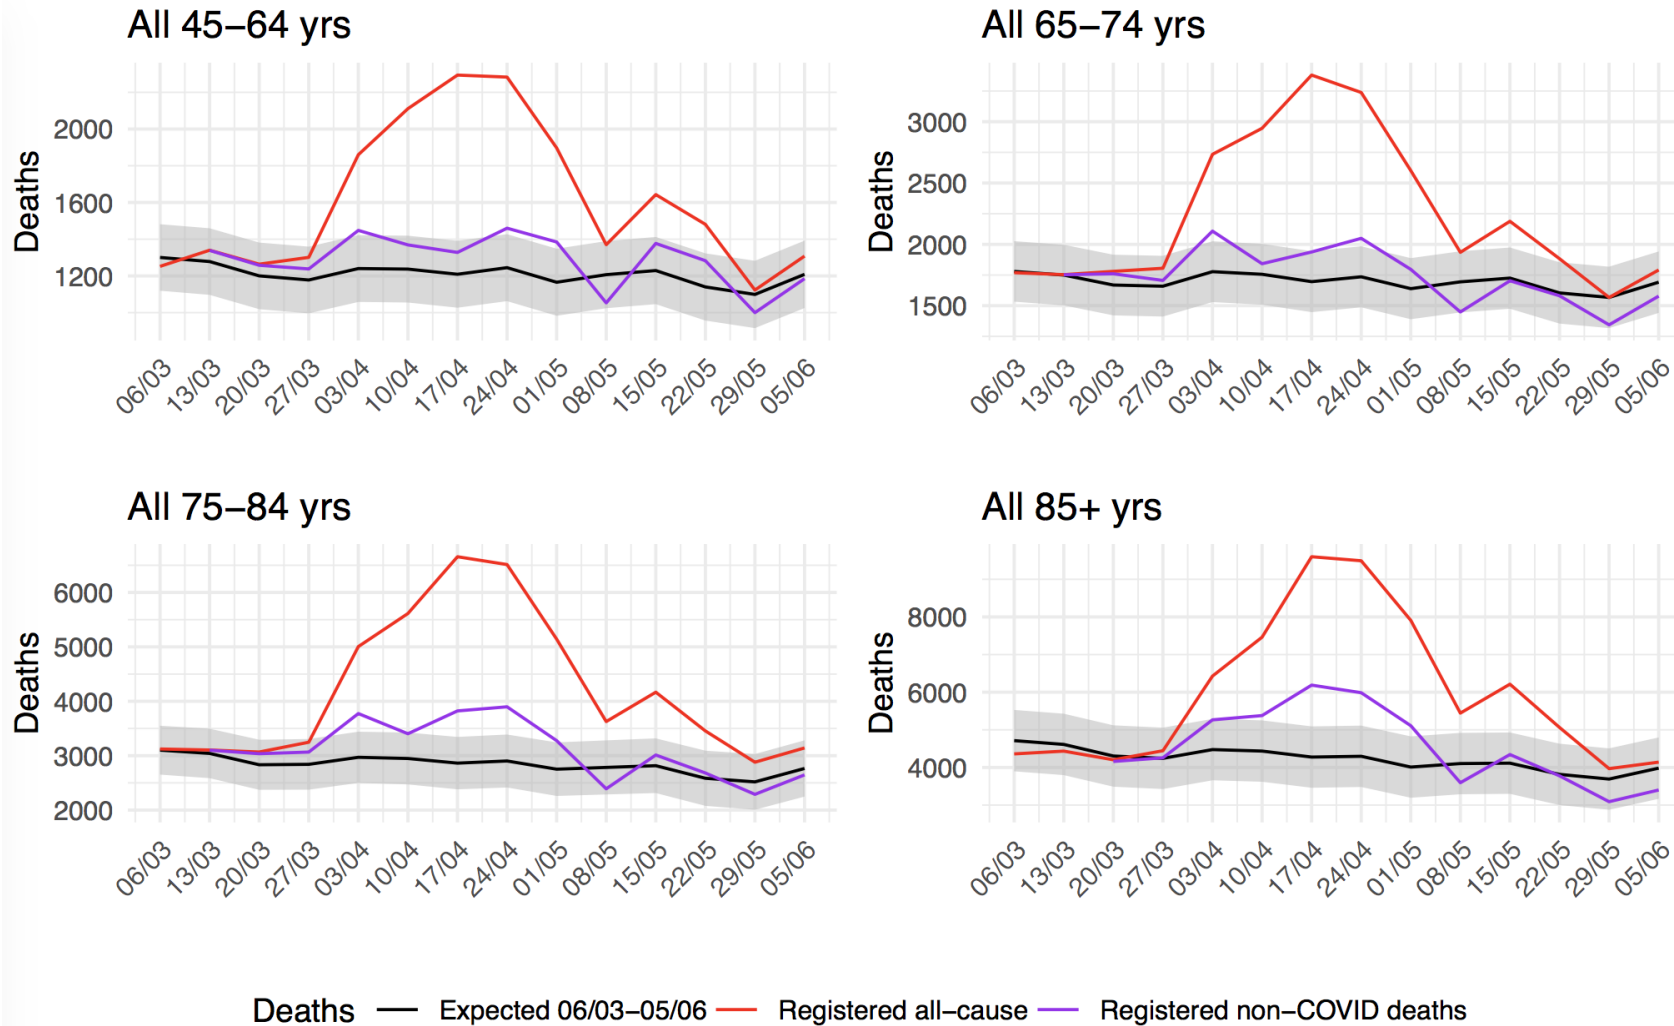 All 45−64 yrs
Deaths
2000
1600
1200
06/03 13/03 20/03 27/03 03/04 10/04 17/04 24/04 01/05 08/05 15/05 22/05 29/05 05/06
All 65−74 yrs
Deaths
3000
2500
2000
1500
06/03 13/03 20/03 27/03 03/04 10/04 17/04 24/04 01/05 08/05 15/05 22/05 29/05 05/06
All 75−84 yrs
Deaths
6000
5000
4000
3000
2000
06/03 13/03 20/03 27/03 03/04 10/04 17/04 24/04 01/05 08/05 15/05 22/05 29/05 05/06
All 85+ yrs
Deaths
8000
6000
4000
06/03 13/03 20/03 27/03 03/04 10/04 17/04 24/04 01/05 08/05 15/05 22/05 29/05 05/06
Deaths Expected 06/03−05/06 Registered all−cause Registered non−COVID deaths